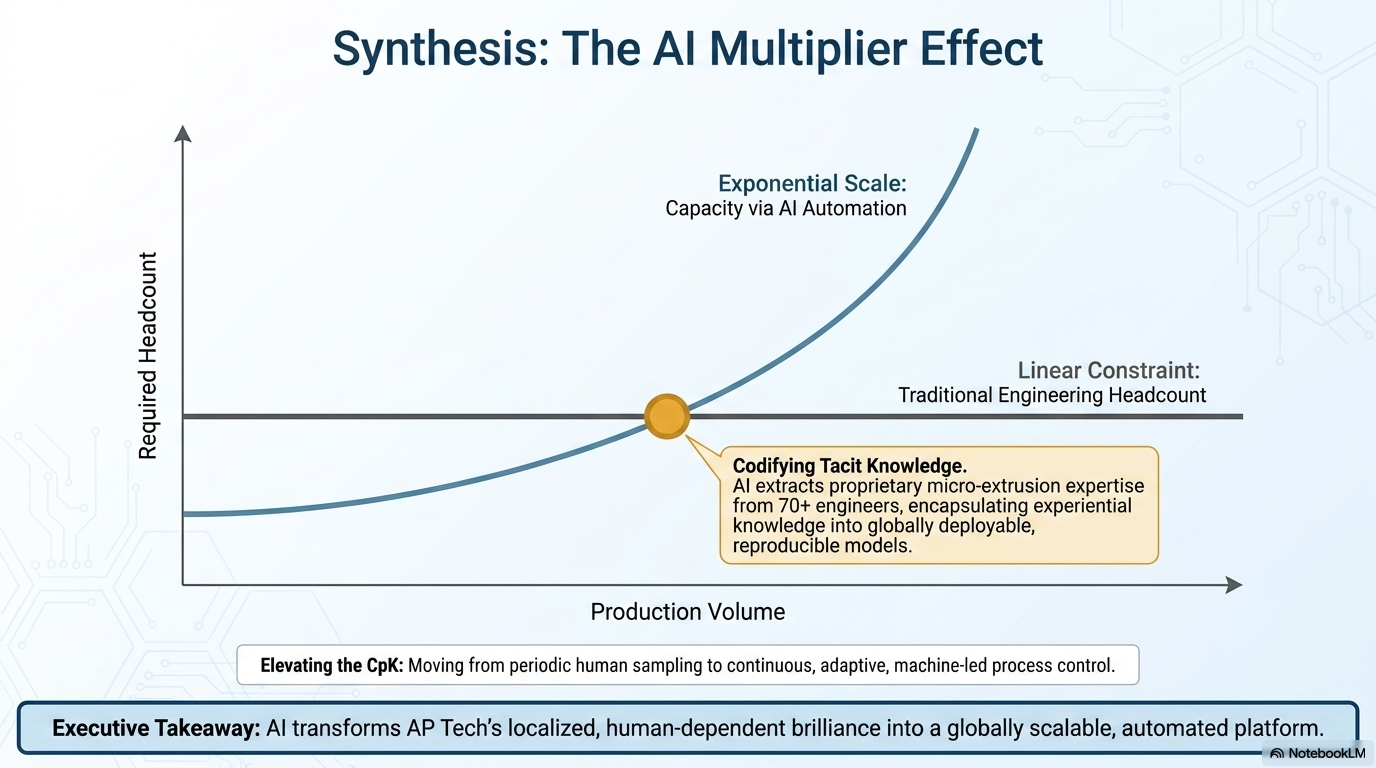 Synthesis: The AI Multiplier Effect
Required Headcount
Exponential Scale:
Capacity via AI Automation
Linear Constraint:
Traditional Engineering Headcount
Codifying Tacit Knowledge.
AI extracts proprietary micro-extrusion expertise
from 70+ engineers, encapsulating experiential
knowledge into globally deployable,
reproducible models.
Production Volume
Elevating the CpK: Moving from periodic human sampling to continuous, adaptive, machine-led process control.
Executive Takeaway: AI transforms AP Tech's localized, human-dependent brilliance into a globally scalable, automated platform.
NotebookLM